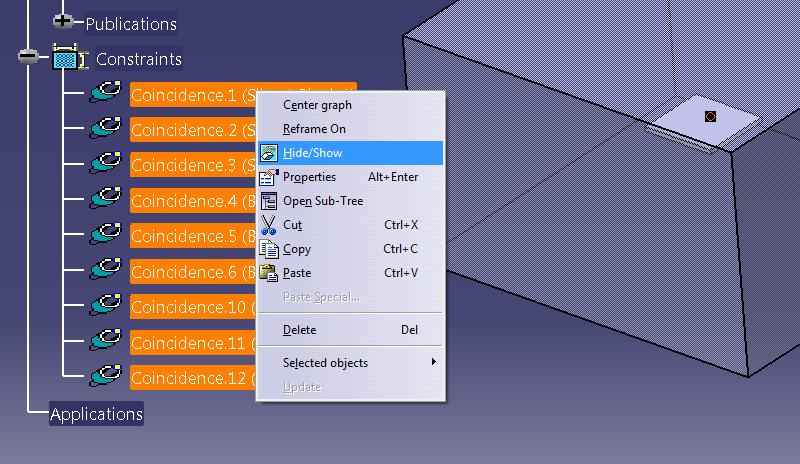 Publications
Constraints
Coincidence.1 (S
Coincidence.2 (S
Coincidence.3 (S
Coincidence.4 (B
Coincidence.5 (B
Coincidence.6 (B
Coincidence.10 (
Coincidence.11 (
Coincidence.12 (
Applications
Center graph
Reframe On
Hide/Show
Properties Alt+Enter
Open Sub-Tree
Cut Ctrl+X
Copy Ctrl+C
Paste Ctrl+V
Paste Special...
Delete Del
Selected objects
Update